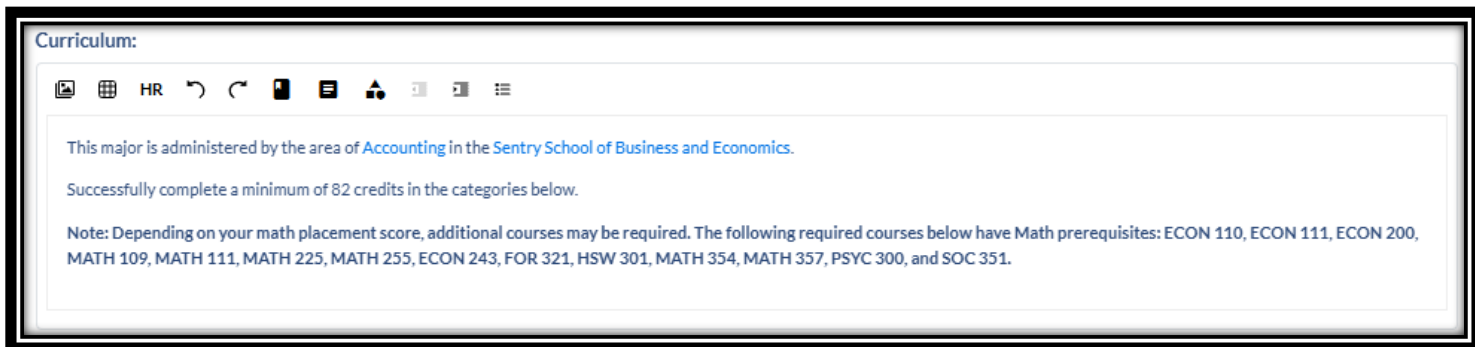 Curriculum:
HR
This major is administered by the area of Accounting in the Sentry School of Business and Economics.
Successfully complete a minimum of 82 credits in the categories below.
Note: Depending on your math placement score, additional courses may be required. The following required courses below have Math prerequisites: ECON 110, ECON 111, ECON 200,
MATH 109, MATH 111, MATH 225, MATH 255, ECON 243, FOR 321, HSW 301, MATH 354, MATH 357, PSYC 300, and SOC 351.